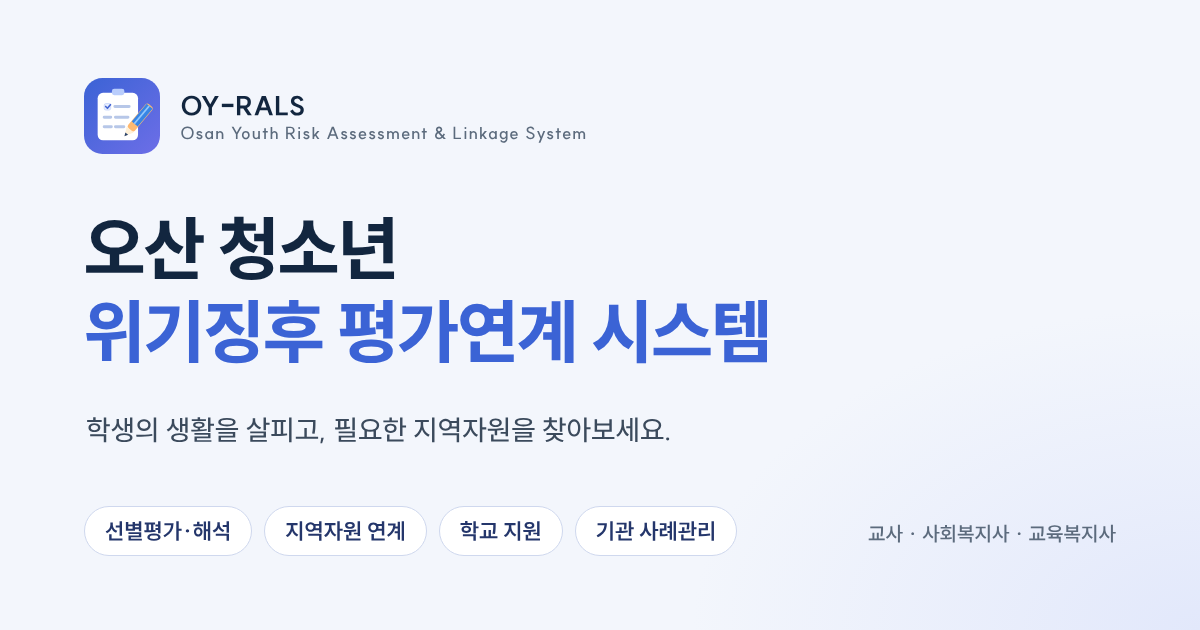 OY-RALS
Osan Youth Risk Assessment & Linkage System
오산 청소년
위기징후 평가연계 시스템
학생의 생활을 살피고, 필요한 지역자원을 찾아보세요.
선별평가·해석 지역자원 연계 학교 지원 기관 사례관리
교사 · 사회복지사 · 교육복지사